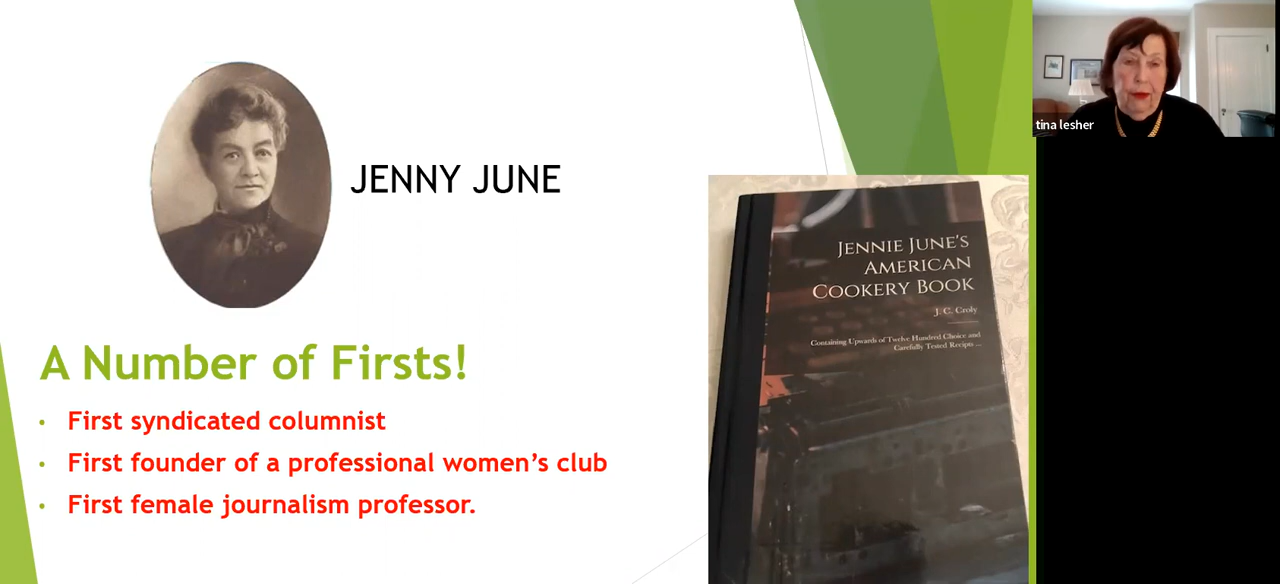 JENNY JUNE
A Number of Firsts!
• First syndicated columnist
• First founder of a professional women's club
• First female journalism professor.
JENNIE JUNE'S
AMERICAN
COOKERY BOOK
J. C. Croly
Containing Upwards of Twelve Hundred Choice and
Carefully Tested Receipts ...
tina lesher